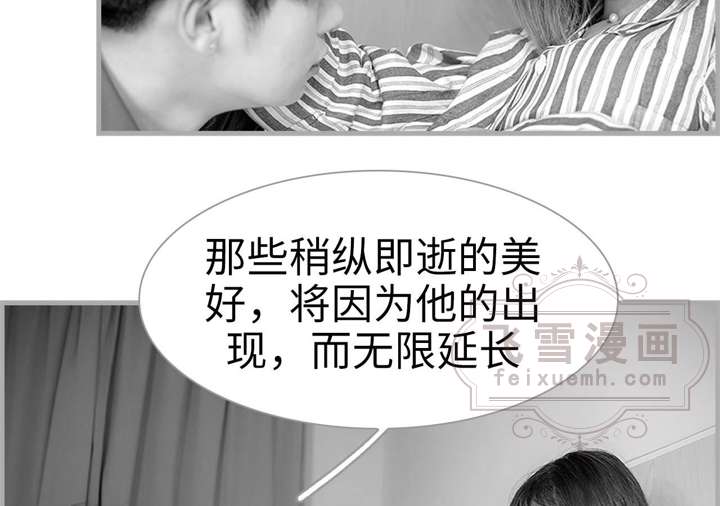 那些稍纵即逝的美
好，将因为他的出
现，而无限延长
飞雪漫画
feixuemh.com